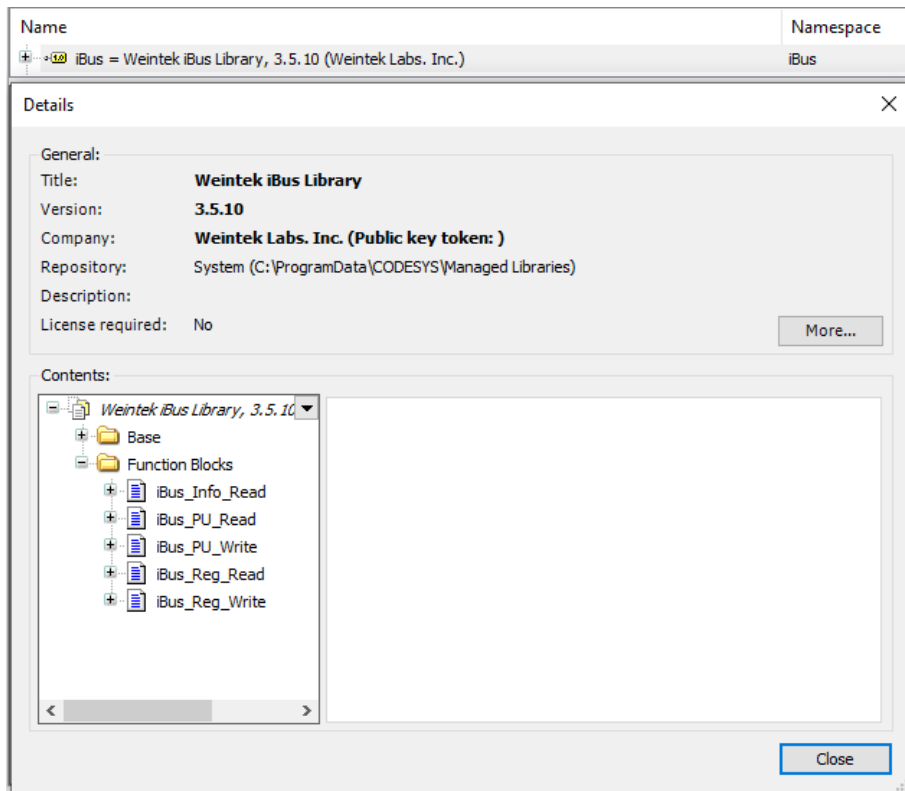 Name Namespace
iBus = Weintek iBus Library, 3.5.10 (Weintek Labs. Inc.) iBus
Details
General:
Title: Weintek iBus Library
Version: 3.5.10
Company: Weintek Labs. Inc. (Public key token: )
Repository: System (C:\ProgramData\CODESYS\Managed Libraries)
Description:
License required: No
More...
Contents:
Weintek iBus Library, 3.5.10
Base
Function Blocks
iBus_Info_Read
iBus_PU_Read
iBus_PU_Write
iBus_Reg_Read
iBus_Reg_Write
Close